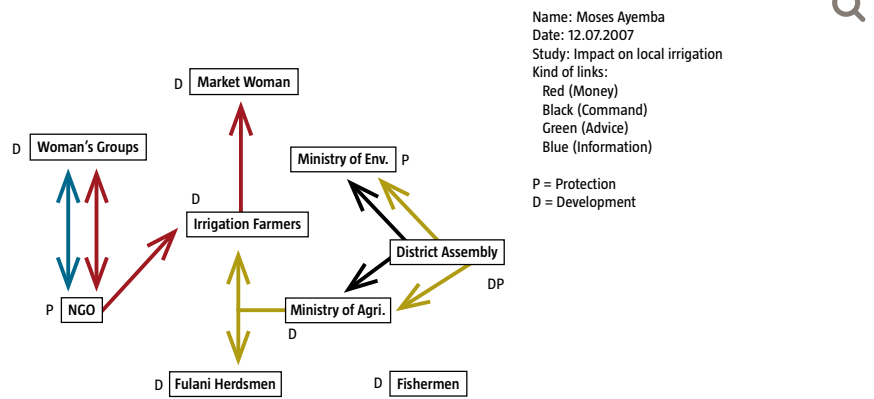 Name: Moses Ayemba
Date: 12.07.2007
Study: Impact on local irrigation
Kind of links:
Red (Money)
Black (Command)
Green (Advice)
Blue (Information)
P = Protection
D = Development
D Market Woman
D Woman's Groups
Ministry of Env. P
D
Irrigation Farmers
District Assembly
DP
P NGO
Ministry of Agri.
D
D Fulani Herdsmen
D Fishermen